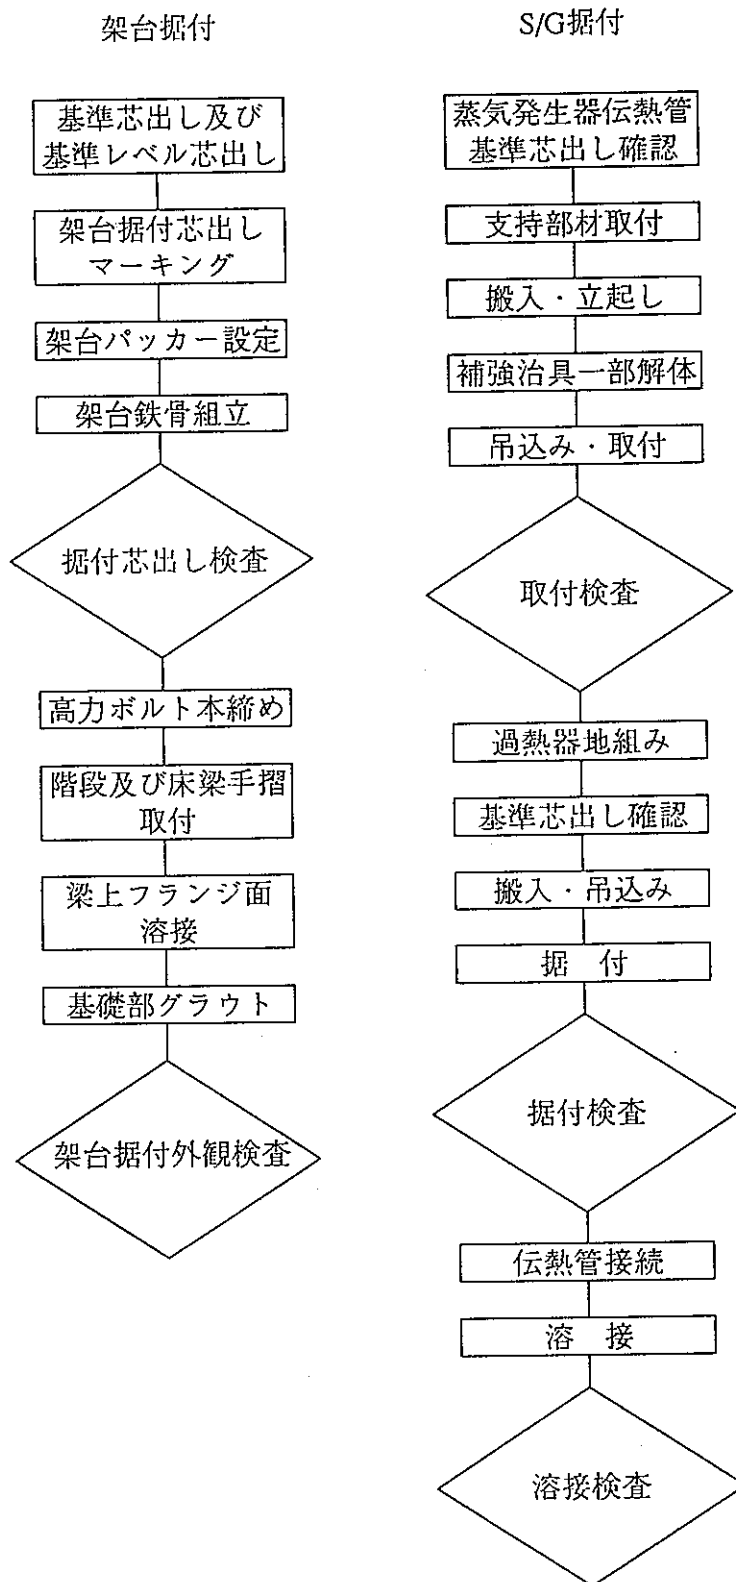 架台据付
基準芯出し及び
基準レベル芯出し
架台据付芯出し
マーキング
架台パッカー設定
架台鉄骨組立
据付芯出し検査
高力ボルト本締め
階段及び床梁手摺
取付
梁上フランジ面
溶接
基礎部グラウト
架台据付外観検査
S/G据付
蒸気発生器伝熱管
基準芯出し確認
支持部材取付
搬入・立起し
補強治具一部解体
吊込み・取付
取付検査
過熱器地組み
基準芯出し確認
搬入・吊込み
据　付
据付検査
伝熱管接続
溶　接
溶接検査